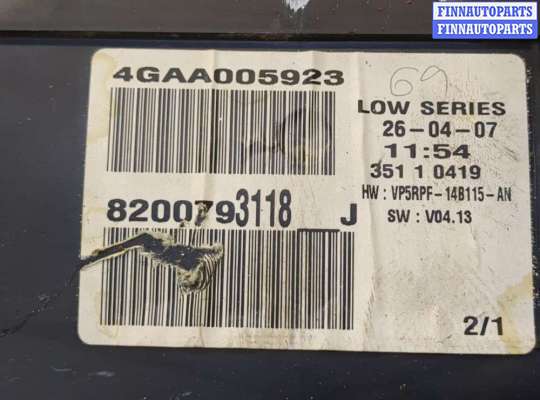 FINNAUTOPARTS
FINNAUTOPARTS
4GAA005923
69
LOW SERIES
26-04-07
11:54
351 1 0419
HW : VP5RPF-14B115-AN
SW : V04.13
8200793118__J
2/1